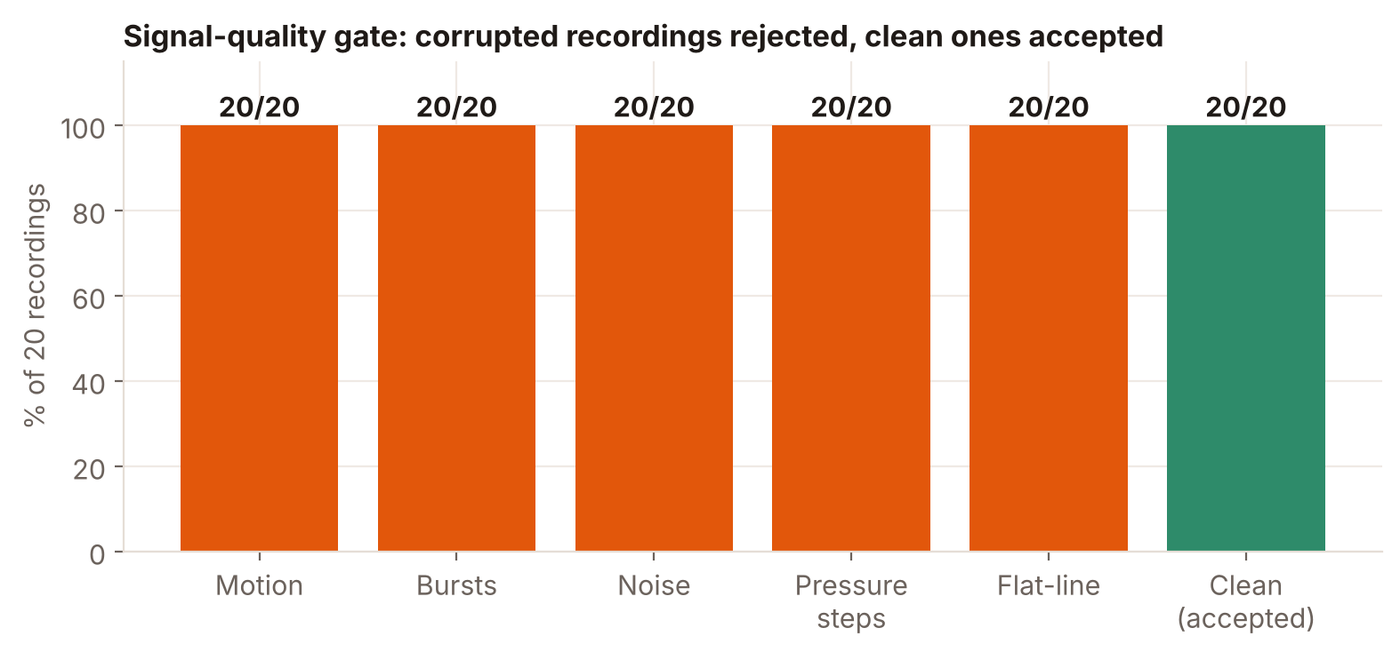 Signal-quality gate: corrupted recordings rejected, clean ones accepted
20/20 20/20 20/20 20/20 20/20 20/20
100
80
60
40
20
0
% of 20 recordings
Motion Bursts Noise Pressure steps Flat-line Clean (accepted)